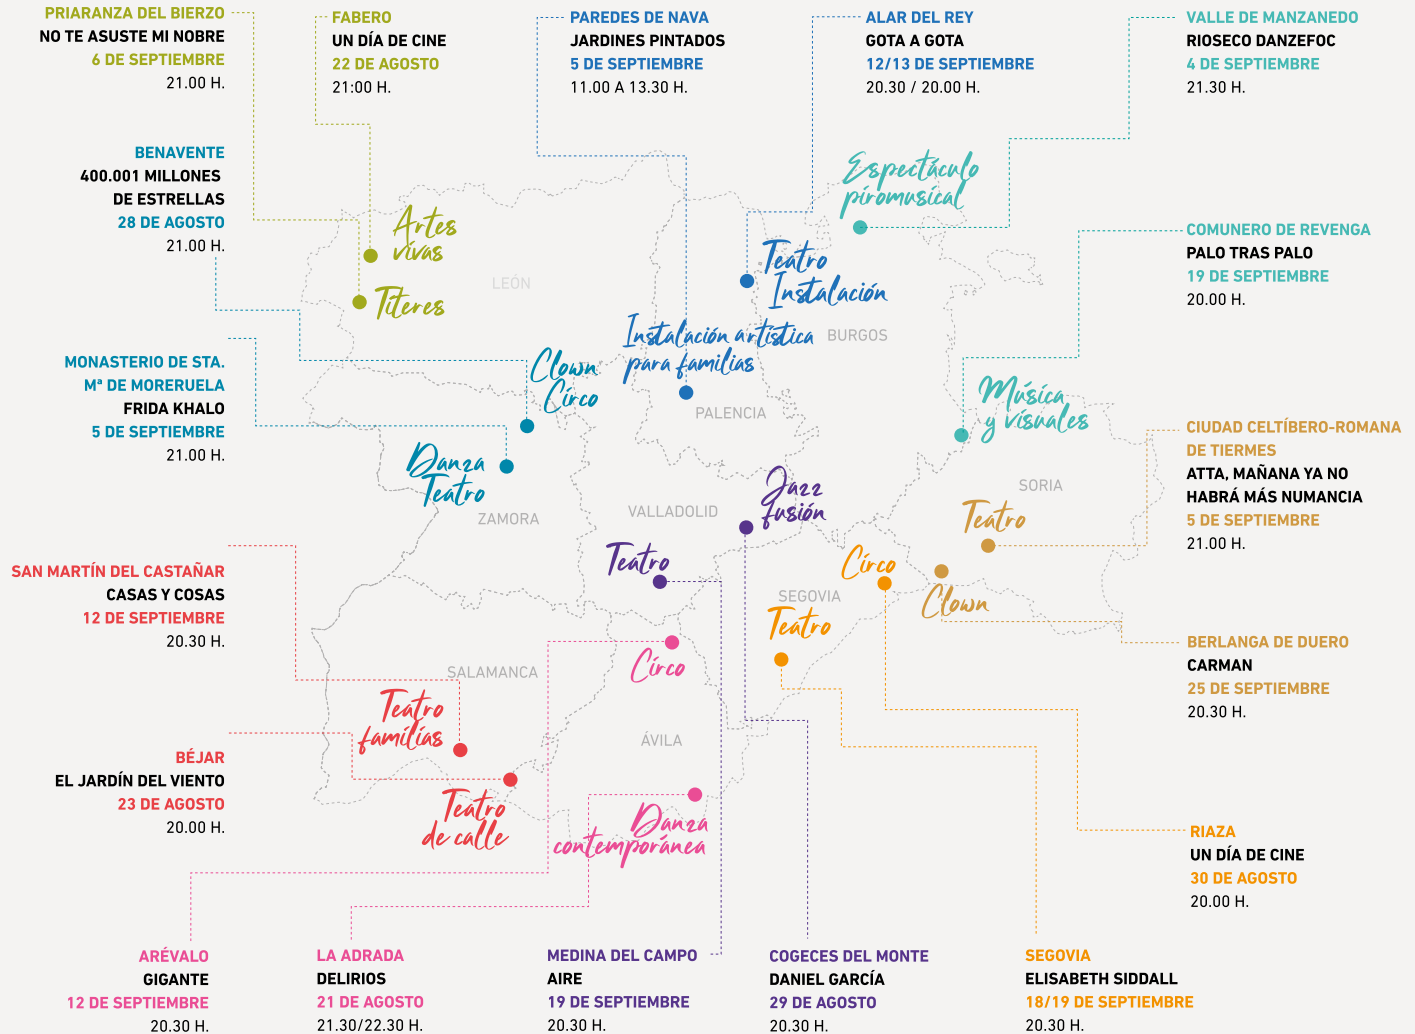 PRIARANZA DEL BIERZO
NO TE ASUSTE MI NOBRE
6 DE SEPTIEMBRE
21.00 H.
FABERO
UN DÍA DE CINE
22 DE AGOSTO
21:00 H.
PAREDES DE NAVA
JARDINES PINTADOS
5 DE SEPTIEMBRE
11.00 A 13.30 H.
ALAR DEL REY
GOTA A GOTA
12/13 DE SEPTIEMBRE
20.30 / 20.00 H.
VALLE DE MANZANEDO
RIOSECO DANZEFOC
4 DE SEPTIEMBRE
21.30 H.
BENAVENTE
400.001 MILLONES
DE ESTRELLAS
28 DE AGOSTO
21.00 H.
Espectáculo
piromusical
Artes
vivas
Títeres
LEÓN
Teatro
Instalación
COMUNERO DE REVENGA
PALO TRAS PALO
19 DE SEPTIEMBRE
20.00 H.
Instalación artística
para familias
BURGOS
MONASTERIO DE STA.
Mª DE MORERUELA
FRIDA KHALO
5 DE SEPTIEMBRE
21.00 H.
Clown
Circo
PALENCIA
Música
y visuales
CIUDAD CELTÍBERO-ROMANA
DE TIERMES
ATTA, MAÑANA YA NO
HABRÁ MÁS NUMANCIA
5 DE SEPTIEMBRE
21.00 H.
Danza
Teatro
ZAMORA
VALLADOLID
Jazz
fusión
SORIA
Teatro
Teatro
Circo
SEGOVIA
Clown
Teatro
SAN MARTÍN DEL CASTAÑAR
CASAS Y COSAS
12 DE SEPTIEMBRE
20.30 H.
SALAMANCA
Circo
BERLANGA DE DUERO
CARMAN
25 DE SEPTIEMBRE
20.30 H.
Teatro
familias
ÁVILA
BÉJAR
EL JARDÍN DEL VIENTO
23 DE AGOSTO
20.00 H.
Teatro
de calle
Danza
contemporánea
RIAZA
UN DÍA DE CINE
30 DE AGOSTO
20.00 H.
ARÉVALO
GIGANTE
12 DE SEPTIEMBRE
20.30 H.
LA ADRADA
DELIRIOS
21 DE AGOSTO
21.30/22.30 H.
MEDINA DEL CAMPO
AIRE
19 DE SEPTIEMBRE
20.30 H.
COGECES DEL MONTE
DANIEL GARCÍA
29 DE AGOSTO
20.30 H.
SEGOVIA
ELISABETH SIDDALL
18/19 DE SEPTIEMBRE
20.30 H.